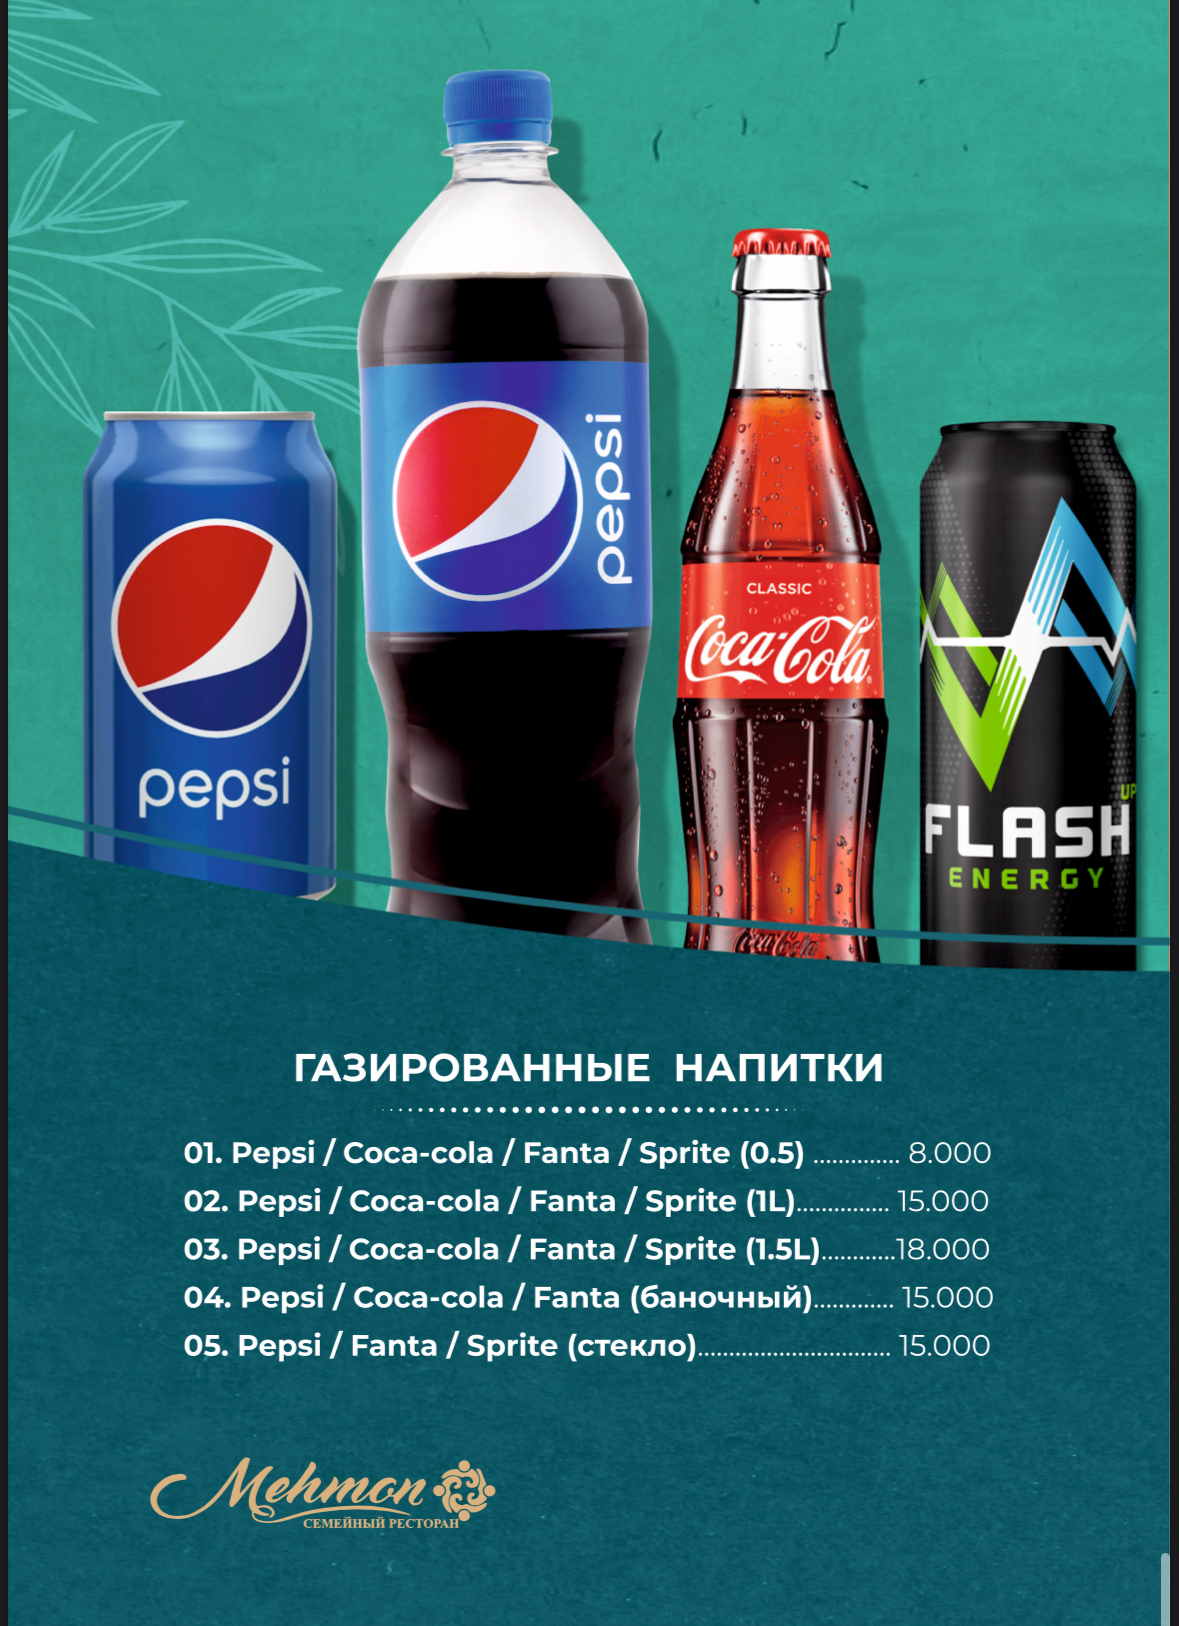 pepsi
pepsi
CLASSIC
Coca-Cola
Coca-Cola
UP
FLASH
ENERGY
ГАЗИРОВАННЫЕ НАПИТКИ
01. Pepsi / Coca-cola / Fanta / Sprite (0.5) .............. 8.000
02. Pepsi / Coca-cola / Fanta / Sprite (1L)............... 15.000
03. Pepsi / Coca-cola / Fanta / Sprite (1.5L)............18.000
04. Pepsi / Coca-cola / Fanta (баночный)............. 15.000
05. Pepsi / Fanta / Sprite (стекло)............................... 15.000
Mehmon
СЕМЕЙНЫЙ РЕСТОРАН